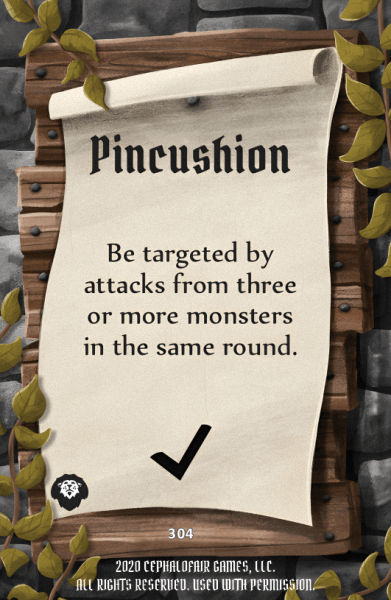 Pincushion
Be targeted by
attacks from three
or more monsters
in the same round.
304
2020 CEPHALOFAIR GAMES, LLC.
ALL RIGHTS RESERVED. USED WITH PERMISSION.